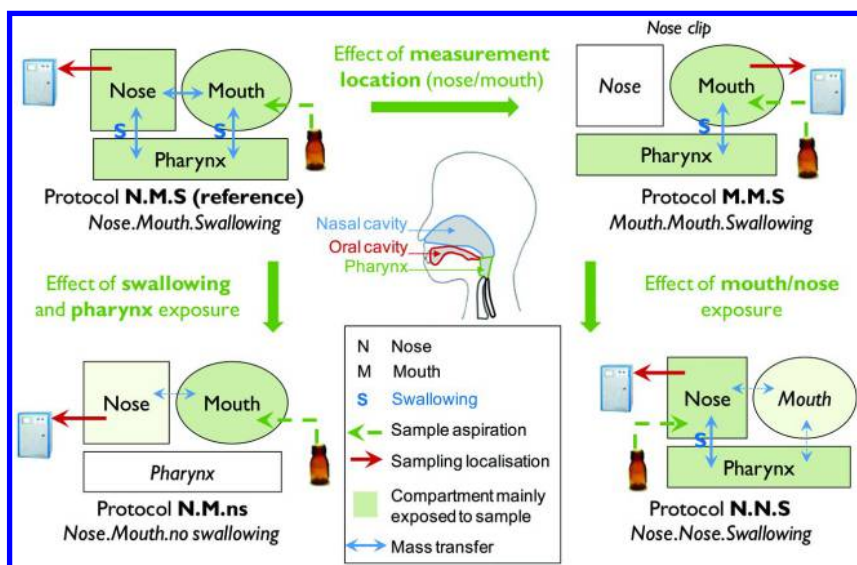 Nose
Mouth
S
S
Pharynx
Protocol N.M.S (reference)
Nose.Mouth.Swallowing
Effect of measurement
location (nose/mouth)
Nose clip
Nose
Mouth
S
Pharynx
Protocol M.M.S
Mouth.Mouth.Swallowing
Nasal cavity
Oral cavity
Pharynx
Effect of swallowing
and pharynx exposure
Effect of mouth/nose
exposure
Nose
Mouth
Pharynx
Protocol N.M.ns
Nose.Mouth.no swallowing
N Nose
M Mouth
S Swallowing
Sample aspiration
Sampling localisation
Compartment mainly
exposed to sample
Mass transfer
Nose
Mouth
S
Pharynx
Protocol N.N.S
Nose.Nose.Swallowing